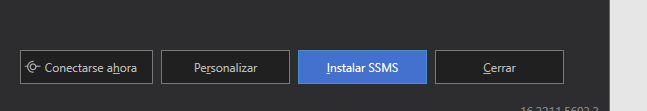 Conectarse ahora
Personalizar
Instalar SSMS
Cerrar